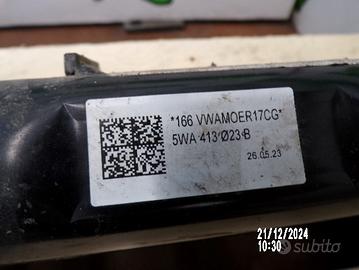 *166 VWAMOER17CG*
5WA 413 023 B
26.05.23
21/12/2024
10:30
subito